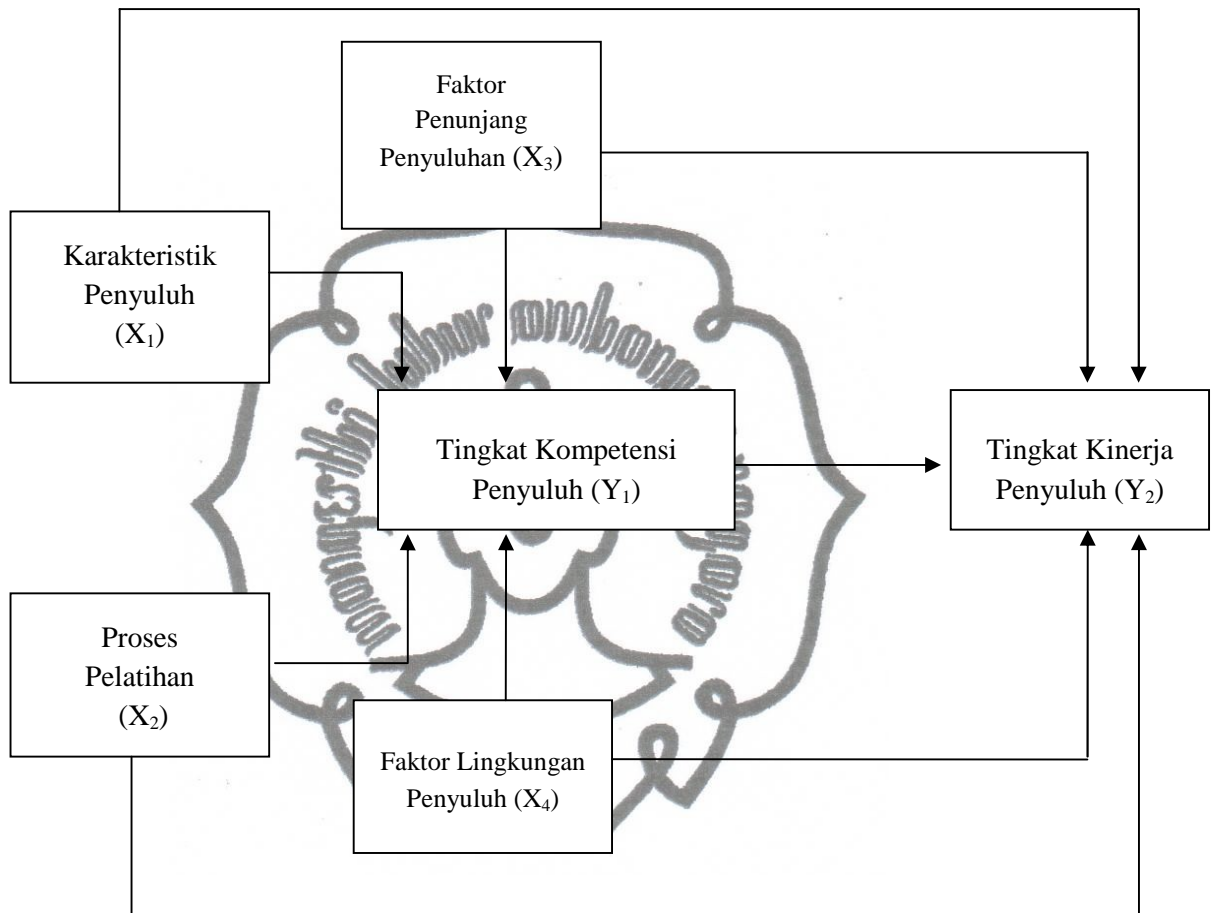 Faktor
Penunjang
Penyuluhan (X₃)
Karakteristik
Penyuluh
(X₁)
Tingkat Kompetensi
Penyuluh (Y₁)
Tingkat Kinerja
Penyuluh (Y₂)
Proses
Pelatihan
(X₂)
Faktor Lingkungan
Penyuluh (X₄)